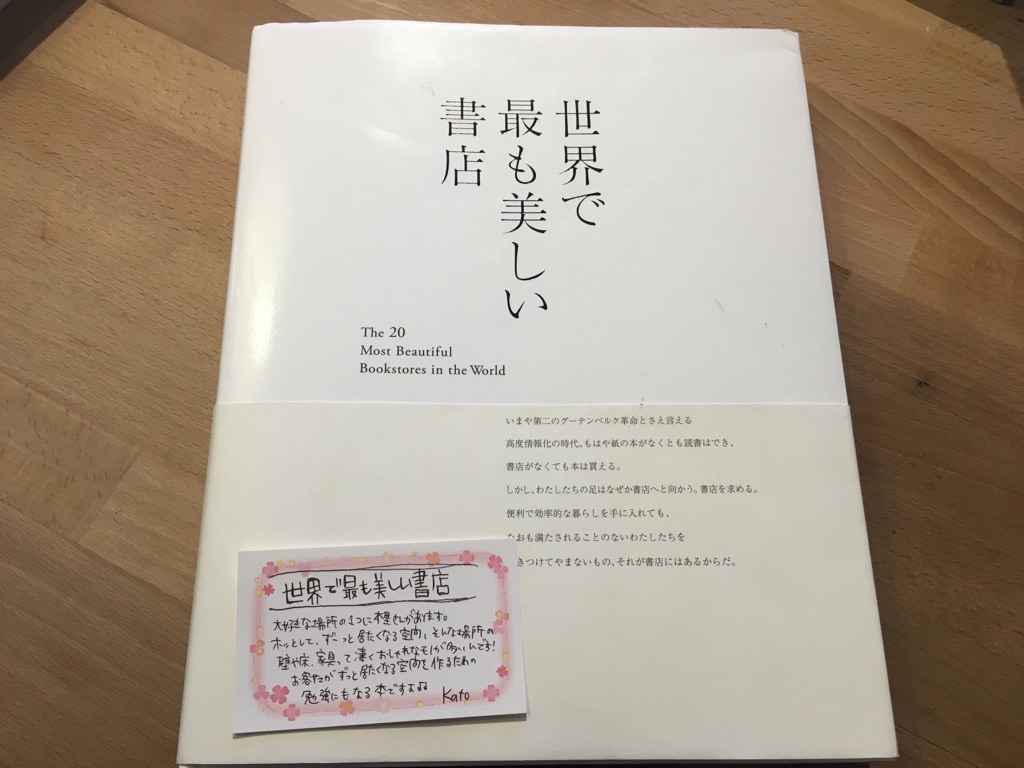 世界で
最も美しい
書店
The 20
Most Beautiful
Bookstores in the World
いまや第二のグーテンベルク革命とさえ言える
高度情報化の時代。もはや紙の本がなくとも読書はでき、
書店がなくても本は買える。
しかし、わたしたちの足はなぜか書店へと向かう。書店を求める。
便利で効率的な暮らしを手に入れても、
なおも満たされることのないわたしたちを
きつけてやまないもの、それが書店にはあるからだ。
世界で最も美しい書店
大好きな場所の1つに本屋さんがあります。
ホッとして、ずーっと居たくなる空間、そんな場所の
壁や床、家具って凄くおしゃれなモノが多いんです!
お客さまがずっと居たくなる空間を作るための
勉強にもなる本ですよ♫
Kato